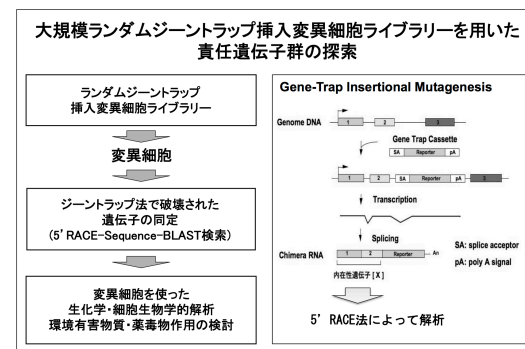 大規模ランダムジーントラップ挿入変異細胞ライブラリーを用いた
責任遺伝子群の探索
ランダムジーントラップ
挿入変異細胞ライブラリー
変異細胞
ジーントラップ法で破壊された
遺伝子の同定
(5' RACE-Sequence-BLAST検索)
変異細胞を使った
生化学・細胞生物学的解析
環境有害物質・薬毒物作用の検討
Gene-Trap Insertional Mutagenesis
Genome DNA
1 2 3
Gene Trap Cassette
SA Reporter pA
1 2 SA Reporter pA 3
Transcription
Splicing
Chimera RNA
1 2 Reporter An
SA: splice acceptor
pA: poly A signal
内在性遺伝子 [ X ]
5' RACE法によって解析